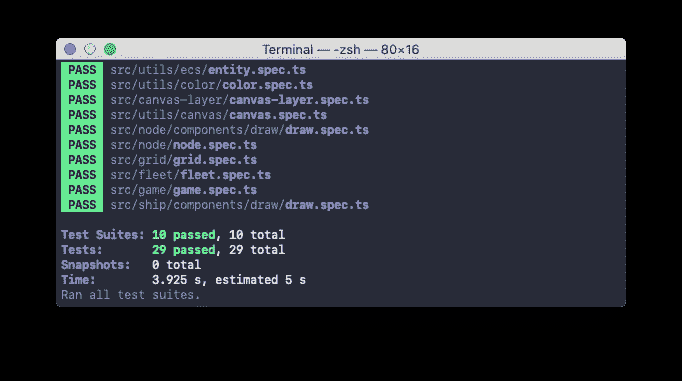 Terminal — -zsh — 80×16
PASS src/utils/ecs/entity.spec.ts
PASS src/utils/color/color.spec.ts
PASS src/canvas-layer/canvas-layer.spec.ts
PASS src/utils/canvas/canvas.spec.ts
PASS src/node/components/draw/draw.spec.ts
PASS src/node/node.spec.ts
PASS src/grid/grid.spec.ts
PASS src/fleet/fleet.spec.ts
PASS src/game/game.spec.ts
PASS src/ship/components/draw/draw.spec.ts
Test Suites: 10 passed, 10 total
Tests: 29 passed, 29 total
Snapshots: 0 total
Time: 3.925 s, estimated 5 s
Ran all test suites.